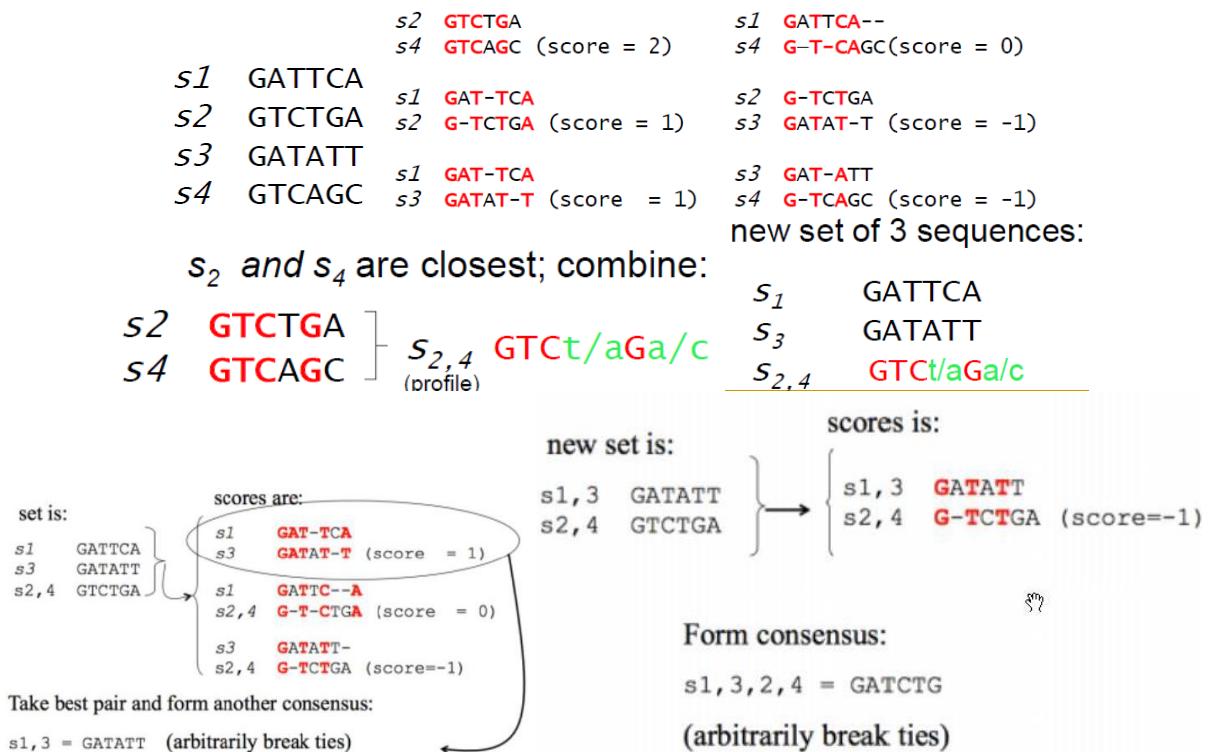 s1 GATTCA
s2 GTCTGA
s3 GATATT
s4 GTCAGC
s2 GTCTGA
s4 GTCAGC (score = 2)
s1 GAT-TCA
s2 G-TCTGA (score = 1)
s1 GAT-TCA
s3 GATAT-T (score = 1)
s1 GATTCA--
s4 G–T-CAGC(score = 0)
s2 G-TCTGA
s3 GATAT-T (score = -1)
s3 GAT-ATT
s4 G-TCAGC (score = -1)
s2 and s4 are closest; combine:
s2 GTCTGA
s4 GTCAGC
s2,4 GTCt/aGa/c
(profile)
new set of 3 sequences:
s1 GATTCA
s3 GATATT
s2,4 GTCt/aGa/c
set is:
s1 GATTCA
s3 GATATT
s2,4 GTCTGA
scores are:
s1 GAT-TCA
s3 GATAT-T (score = 1)
s1 GATTC--A
s2,4 G-T-CTGA (score = 0)
s3 GATATT-
s2,4 G-TCTGA (score=-1)
Take best pair and form another consensus:
s1,3 = GATATT (arbitrarily break ties)
new set is:
s1,3 GATATT
s2,4 GTCTGA
scores is:
s1,3 GATATT
s2,4 G-TCTGA (score=-1)
Form consensus:
s1,3,2,4 = GATCTG
(arbitrarily break ties)